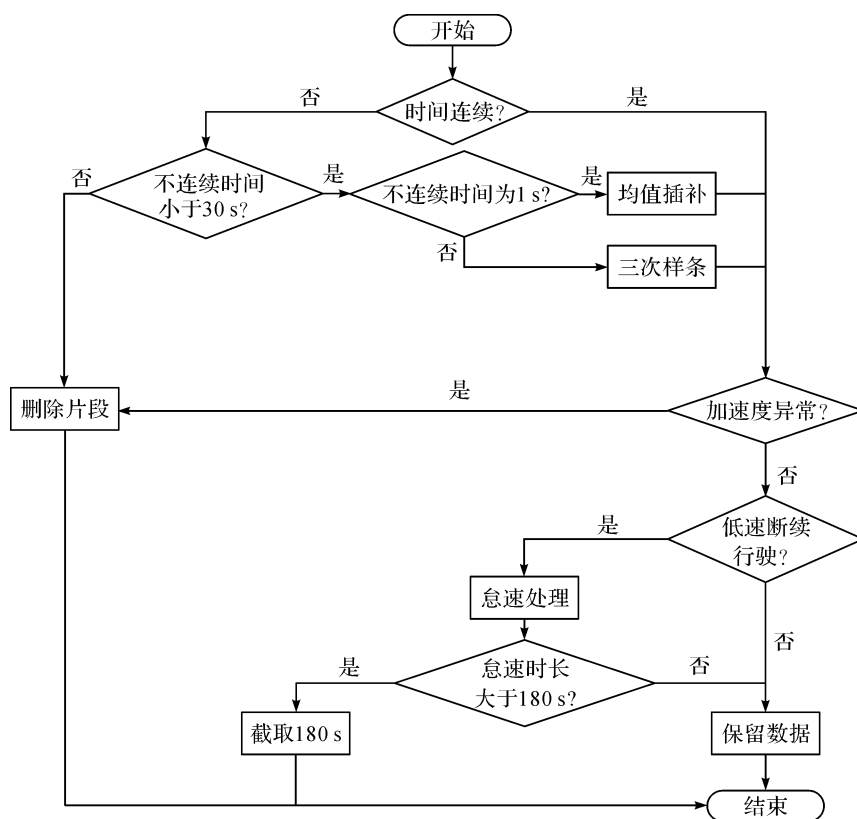 开始
否
时间连续?
是
否
不连续时间
小于30 s?
是
不连续时间为1 s?
是
均值插补
否
三次样条
删除片段
是
加速度异常?
否
是
低速断续
行驶?
怠速处理
否
是
怠速时长
大于180 s?
否
截取180 s
保留数据
结束